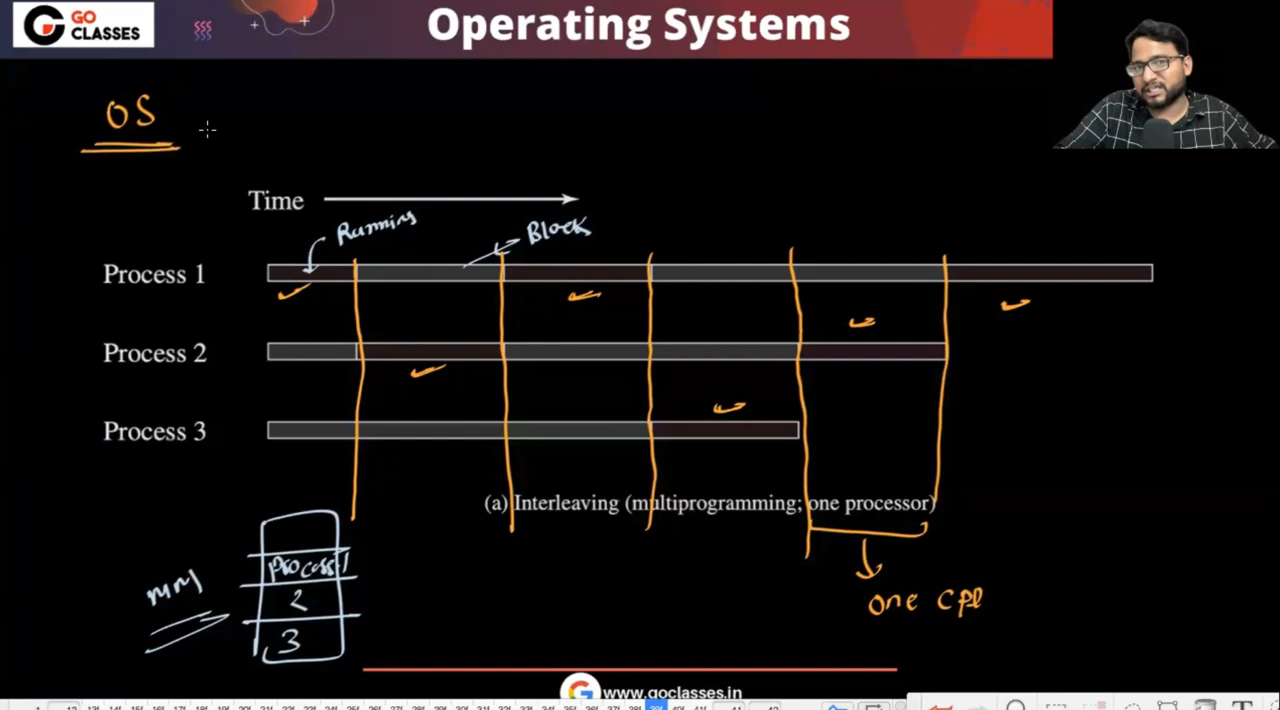 GO
CLASSES
Operating Systems
OS
Time
Running
Block
Process 1
Process 2
Process 3
(a) Interleaving (multiprogramming; one processor)
MM
Process 1
2
3
one CPU
www.goclasses.in